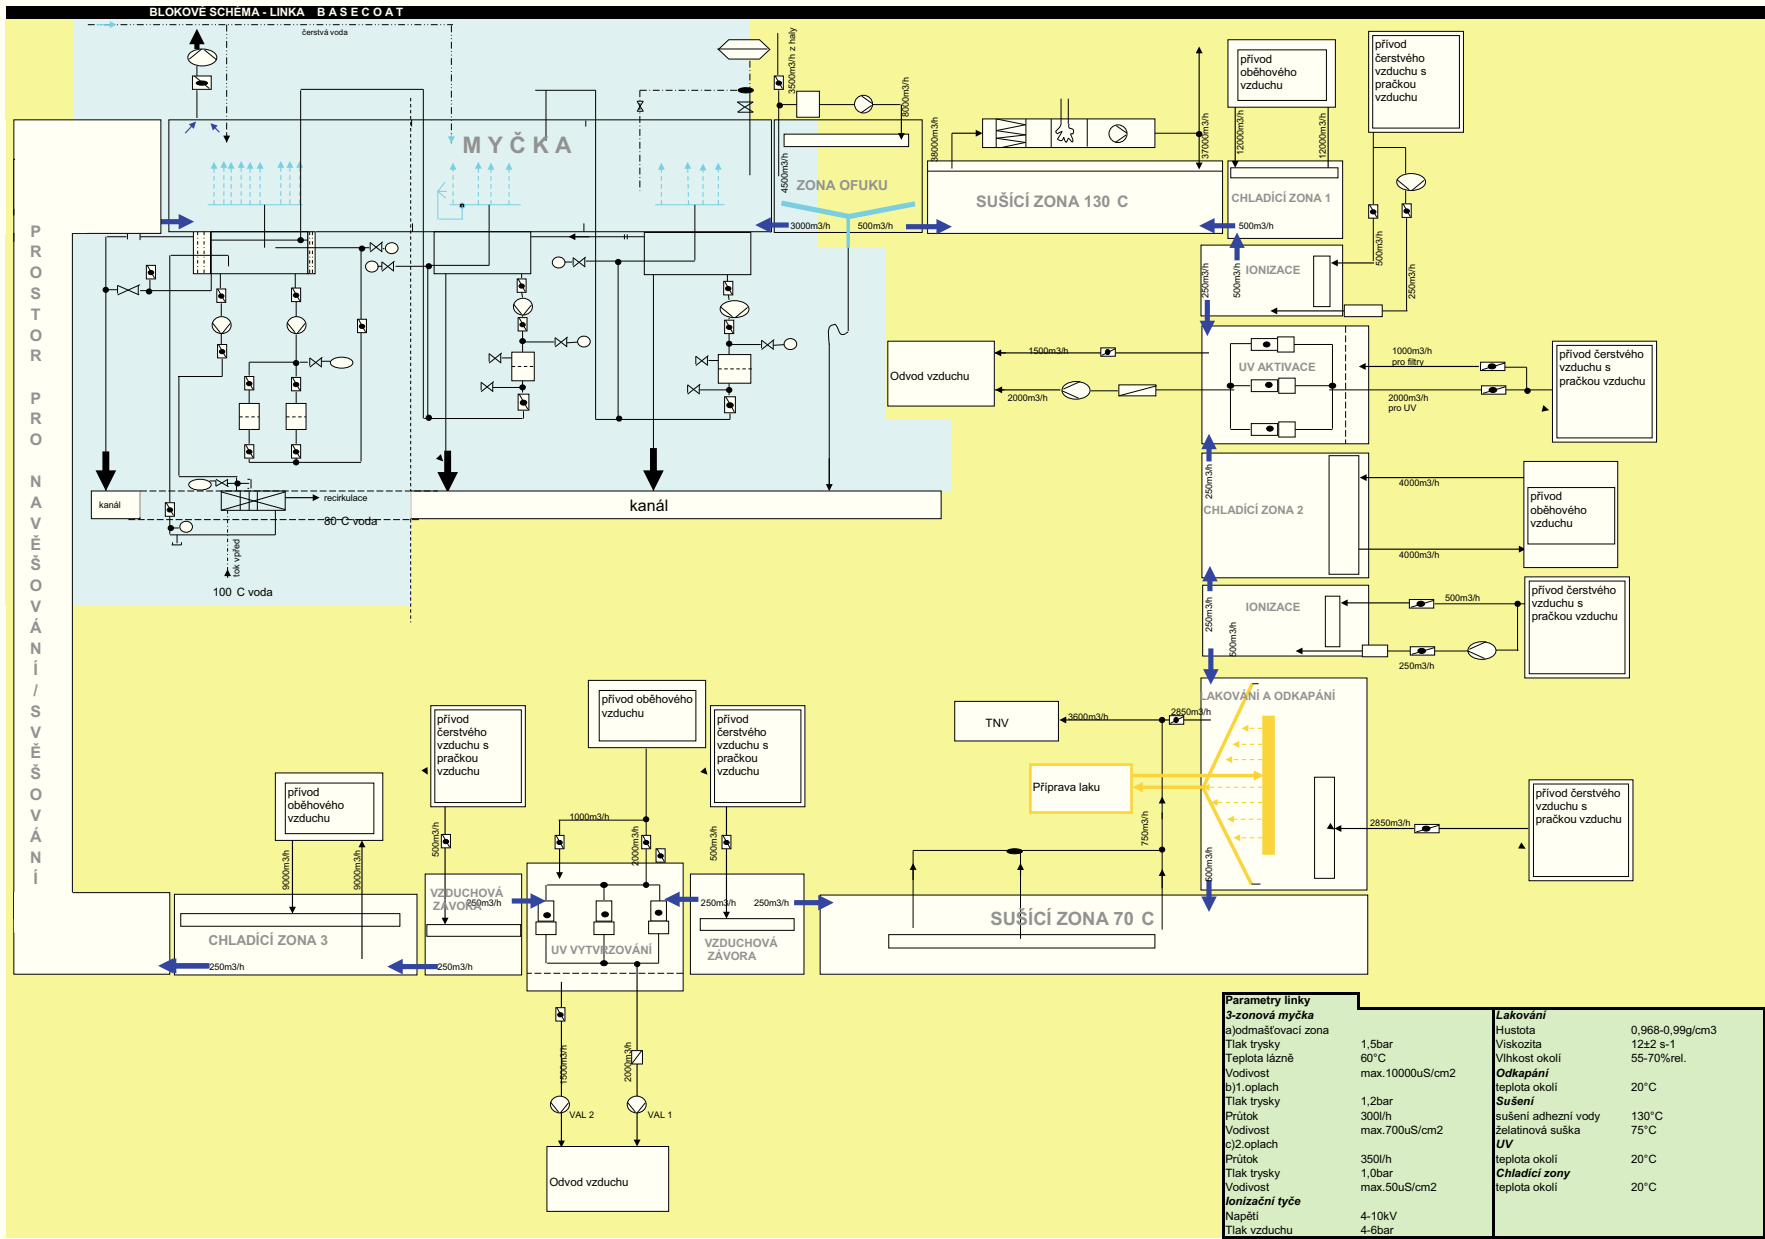 BLOKOVÉ SCHÉMA - LINKA B A S E C O A T
čerstvá voda
3500m3/h z haly
8000m3/h
4500m3/h
38000m3/h
37000m3/h
12000m3/h
12000m3/h
přívod
oběhového
vzduchu
přívod
čerstvého
vzduchu s
pračkou
vzduchu
MYČKA
ZONA OFUKU
3000m3/h
500m3/h
SUŠÍCÍ ZONA 130 C
CHLADÍCÍ ZONA 1
500m3/h
PROSTOR PRO NAVĚŠOVÁNÍ/SVĚŠOVÁNÍ
IONIZACE
250m3/h
500m3/h
500m3/h
250m3/h
Odvod vzduchu
1500m3/h
2000m3/h
UV AKTIVACE
1000m3/h
pro filtry
2000m3/h
pro UV
přívod čerstvého
vzduchu s
pračkou vzduchu
250m3/h
CHLADÍCÍ ZONA 2
4000m3/h
4000m3/h
přívod
oběhového
vzduchu
kanál
recirkulace
80 C voda
kanál
tok vpřed
100 C voda
IONIZACE
250m3/h
500m3/h
500m3/h
250m3/h
přívod čerstvého
vzduchu s
pračkou vzduchu
LAKOVÁNÍ A ODKAPÁNÍ
TNV
3600m3/h
2850m3/h
Příprava laku
750m3/h
500m3/h
2850m3/h
přívod čerstvého
vzduchu s
pračkou vzduchu
přívod
oběhového
vzduchu
9000m3/h
9000m3/h
přívod
čerstvého
vzduchu s
pračkou
vzduchu
500m3/h
přívod oběhového
vzduchu
1000m3/h
2000m3/h
přívod
čerstvého
vzduchu s
pračkou
vzduchu
500m3/h
CHLADÍCÍ ZONA 3
250m3/h
VZDUCHOVÁ
ZÁVORA
250m3/h
250m3/h
UV VYTVRZOVÁNÍ
250m3/h
250m3/h
VZDUCHOVÁ
ZÁVORA
SUŠÍCÍ ZONA 70 C
1500m3/h
2000m3/h
VAL 2
VAL 1
Odvod vzduchu
Parametry linky
3-zonová myčka
a)odmašťovací zona
Tlak trysky 1,5bar
Teplota lázně 60°C
Vodivost max.10000uS/cm2
b)1.oplach
Tlak trysky 1,2bar
Průtok 300l/h
Vodivost max.700uS/cm2
c)2.oplach
Průtok 350l/h
Tlak trysky 1,0bar
Vodivost max.50uS/cm2
Ionizační tyče
Napětí 4-10kV
Tlak vzduchu 4-6bar
Lakování
Hustota 0,968-0,99g/cm3
Viskozita 12±2 s-1
Vlhkost okolí 55-70%rel.
Odkapání
teplota okolí 20°C
Sušení
sušení adhezní vody 130°C
želatinová suška 75°C
UV
teplota okolí 20°C
Chladící zony
teplota okolí 20°C